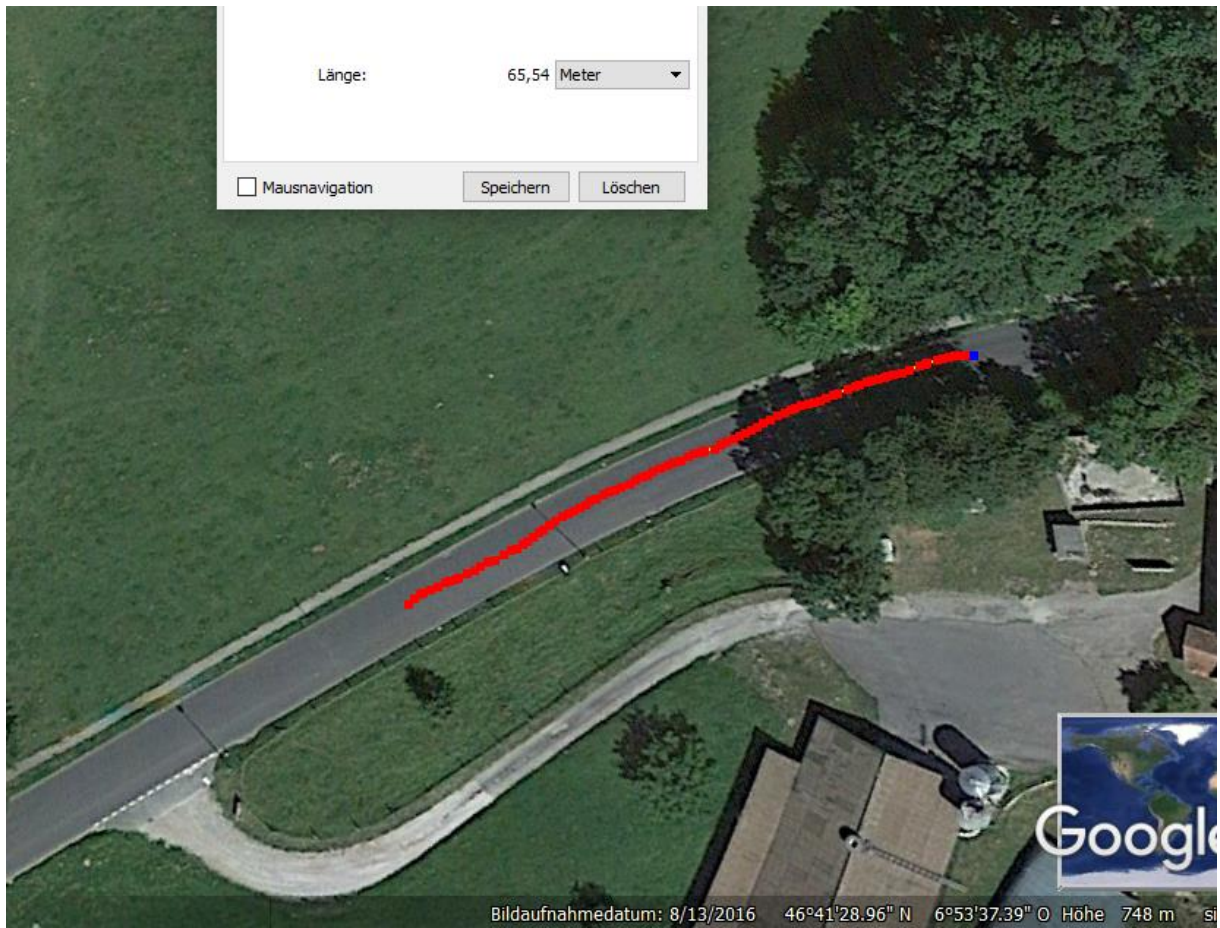 Länge: 65,54 Meter
Mausnavigation Speichern Löschen
Google
Bildaufnahmedatum: 8/13/2016 46°41'28.96" N 6°53'37.39" O Höhe 748 m si